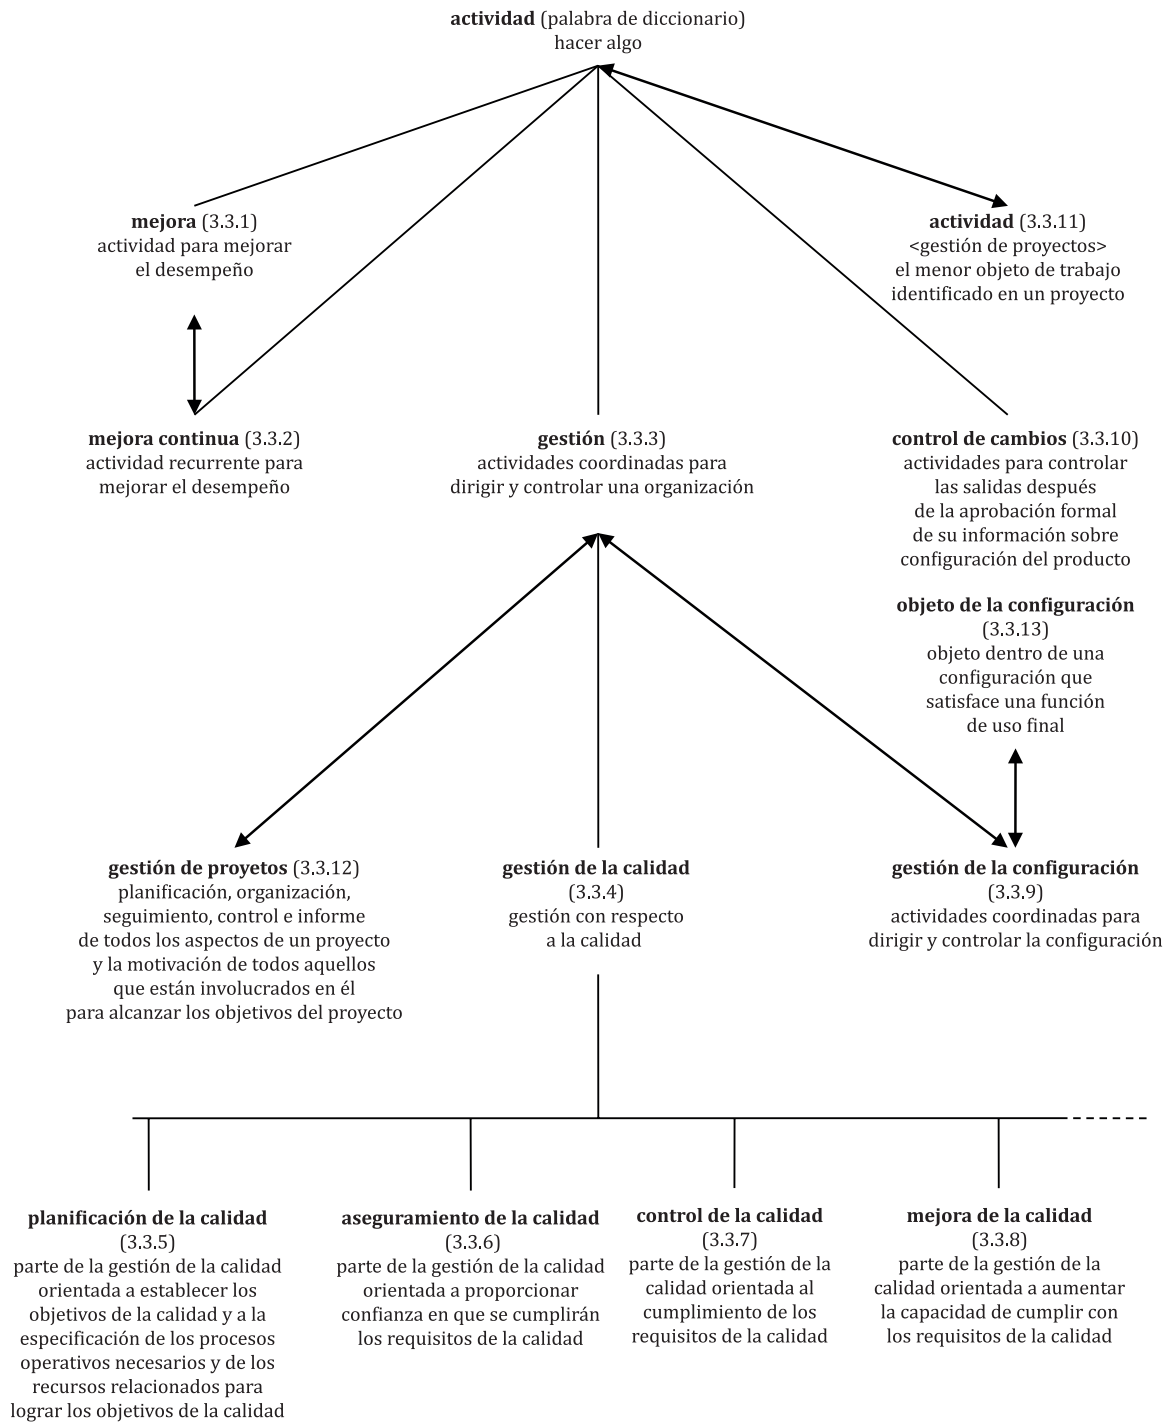 actividad (palabra de diccionario)
hacer algo
mejora (3.3.1)
actividad para mejorar
el desempeño
actividad (3.3.11)
<gestión de proyectos>
el menor objeto de trabajo
identificado en un proyecto
mejora continua (3.3.2)
actividad recurrente para
mejorar el desempeño
gestión (3.3.3)
actividades coordinadas para
dirigir y controlar una organización
control de cambios (3.3.10)
actividades para controlar
las salidas después
de la aprobación formal
de su información sobre
configuración del producto
objeto de la configuración
(3.3.13)
objeto dentro de una
configuración que
satisface una función
de uso final
gestión de proyetos (3.3.12)
planificación, organización,
seguimiento, control e informe
de todos los aspectos de un proyecto
y la motivación de todos aquellos
que están involucrados en él
para alcanzar los objetivos del proyecto
gestión de la calidad
(3.3.4)
gestión con respecto
a la calidad
gestión de la configuración
(3.3.9)
actividades coordinadas para
dirigir y controlar la configuración
planificación de la calidad
(3.3.5)
parte de la gestión de la calidad
orientada a establecer los
objetivos de la calidad y a la
especificación de los procesos
operativos necesarios y de los
recursos relacionados para
lograr los objetivos de la calidad
aseguramiento de la calidad
(3.3.6)
parte de la gestión de la calidad
orientada a proporcionar
confianza en que se cumplirán
los requisitos de la calidad
control de la calidad
(3.3.7)
parte de la gestión de la
calidad orientada al
cumplimiento de los
requisitos de la calidad
mejora de la calidad
(3.3.8)
parte de la gestión de la
calidad orientada a aumentar
la capacidad de cumplir con
los requisitos de la calidad